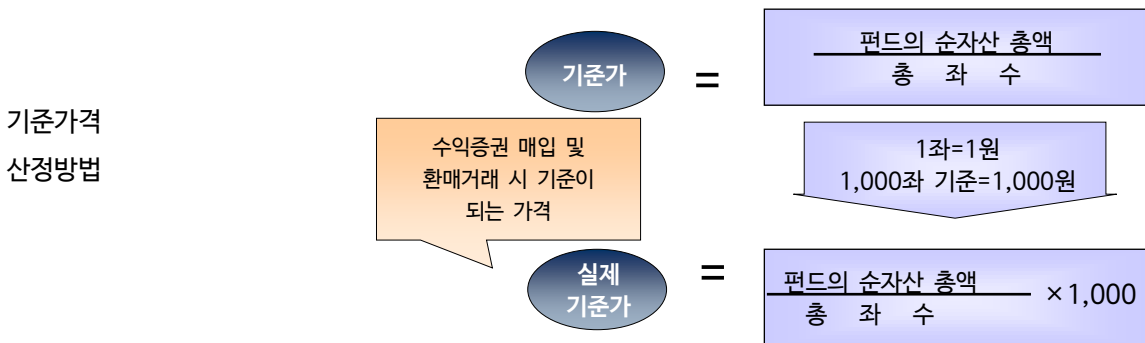 기준가격
산정방법
기준가
=
펀드의 순자산 총액
총 좌 수
수익증권 매입 및
환매거래 시 기준이
되는 가격
1좌=1원
1,000좌 기준=1,000원
실제
기준가
=
펀드의 순자산 총액
총 좌 수
×1,000